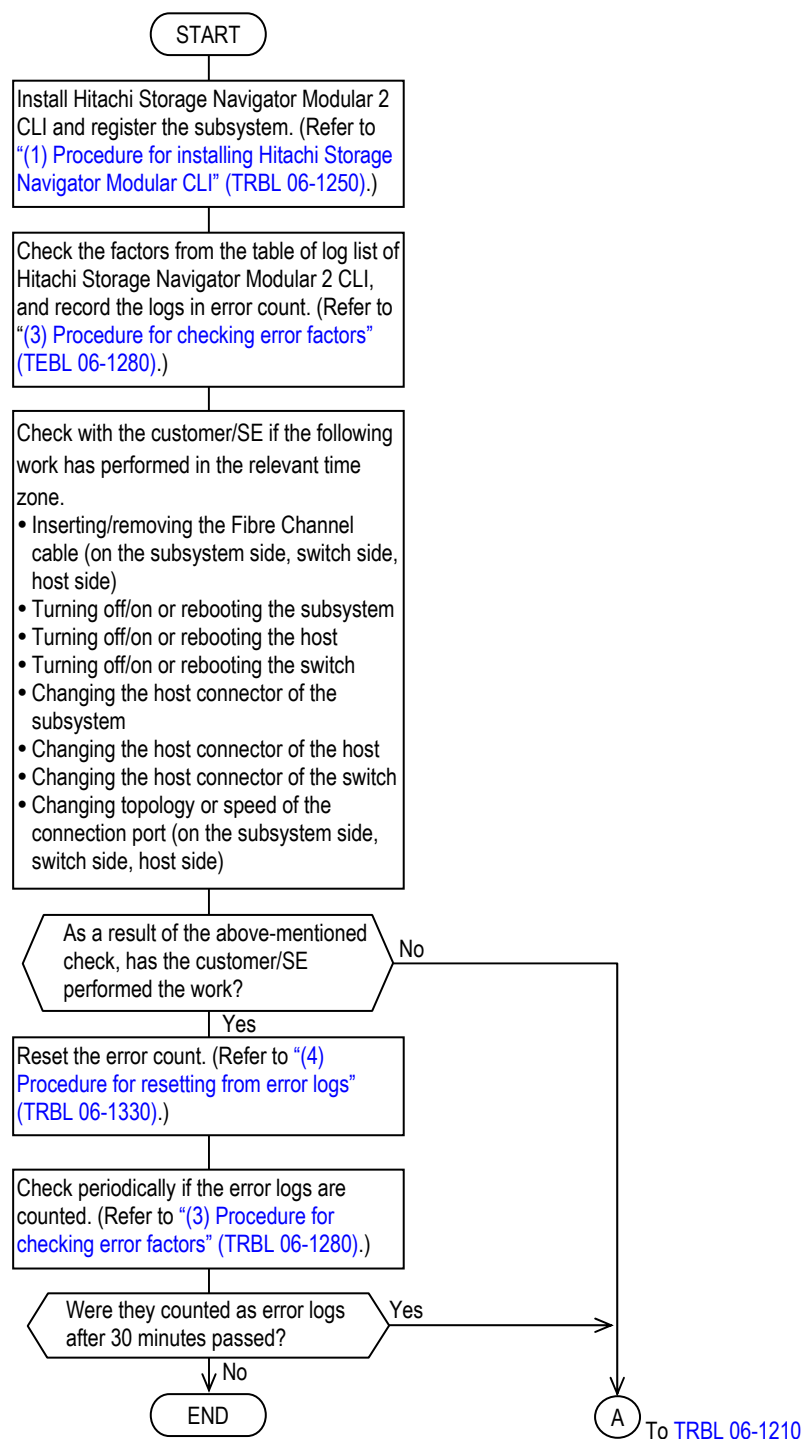 START
Install Hitachi Storage Navigator Modular 2
CLI and register the subsystem. (Refer to
“(1) Procedure for installing Hitachi Storage
Navigator Modular CLI” (TRBL 06-1250).)
Check the factors from the table of log list of
Hitachi Storage Navigator Modular 2 CLI,
and record the logs in error count. (Refer to
“(3) Procedure for checking error factors”
(TEBL 06-1280).)
Check with the customer/SE if the following
work has performed in the relevant time
zone.
• Inserting/removing the Fibre Channel
cable (on the subsystem side, switch side,
host side)
• Turning off/on or rebooting the subsystem
• Turning off/on or rebooting the host
• Turning off/on or rebooting the switch
• Changing the host connector of the
subsystem
• Changing the host connector of the host
• Changing the host connector of the switch
• Changing topology or speed of the
connection port (on the subsystem side,
switch side, host side)
As a result of the above-mentioned
check, has the customer/SE
performed the work?
No
Yes
Reset the error count. (Refer to “(4)
Procedure for resetting from error logs”
(TRBL 06-1330).)
Check periodically if the error logs are
counted. (Refer to “(3) Procedure for
checking error factors” (TRBL 06-1280).)
Were they counted as error logs
after 30 minutes passed?
Yes
No
END
A
To TRBL 06-1210